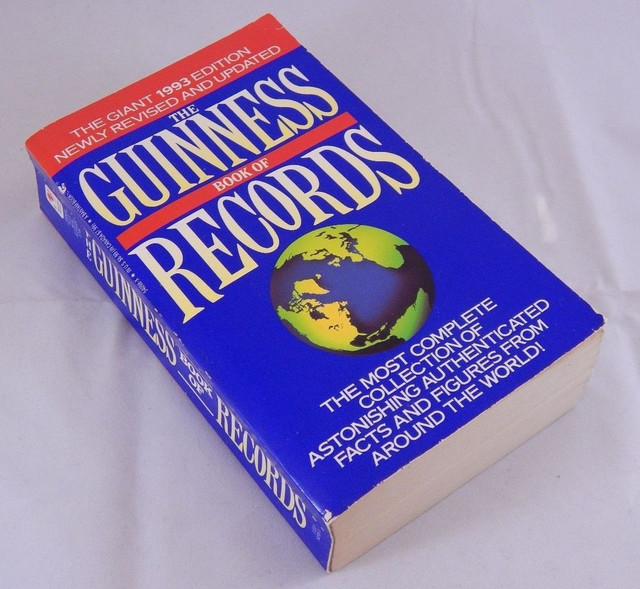 THE GIANT 1993 EDITION
NEWLY REVISED AND UPDATED
THE
GUINNESS
BOOK OF
RECORDS
THE MOST COMPLETE
COLLECTION OF
ASTONISHING AUTHENTICATED
FACTS AND FIGURES FROM
AROUND THE WORLD!
THE
GUINNESS
BOOK
OF
RECORDS